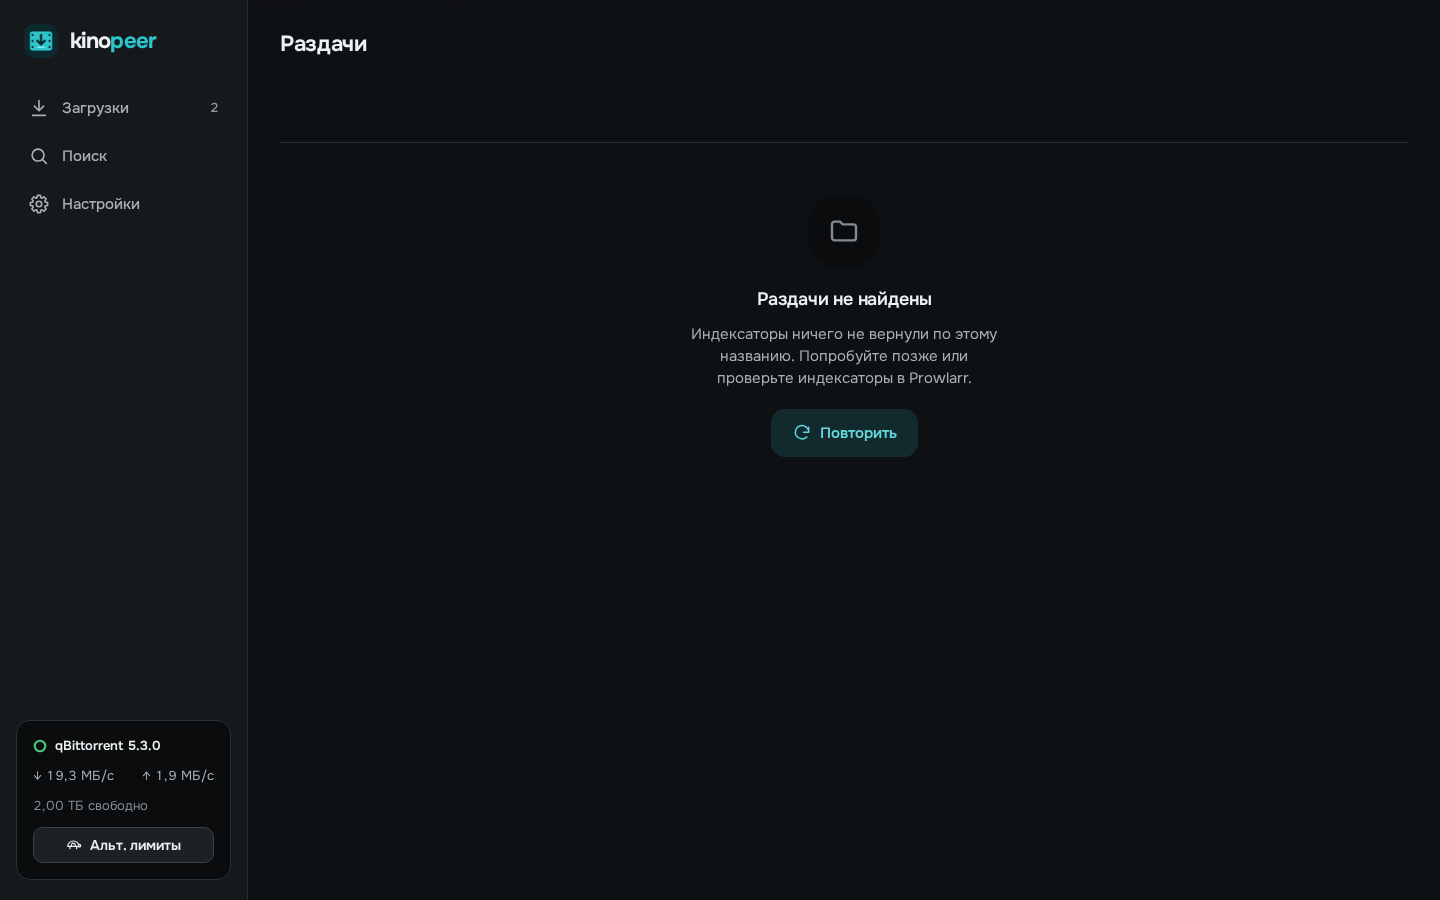 kinopeer
Загрузки 2
Поиск
Настройки
Раздачи
Раздачи не найдены
Индексаторы ничего не вернули по этому
названию. Попробуйте позже или
проверьте индексаторы в Prowlarr.
Повторить
qBittorrent 5.3.0
↓ 19,3 МБ/с ↑ 1,9 МБ/с
2,00 ТБ свободно
Альт. лимиты